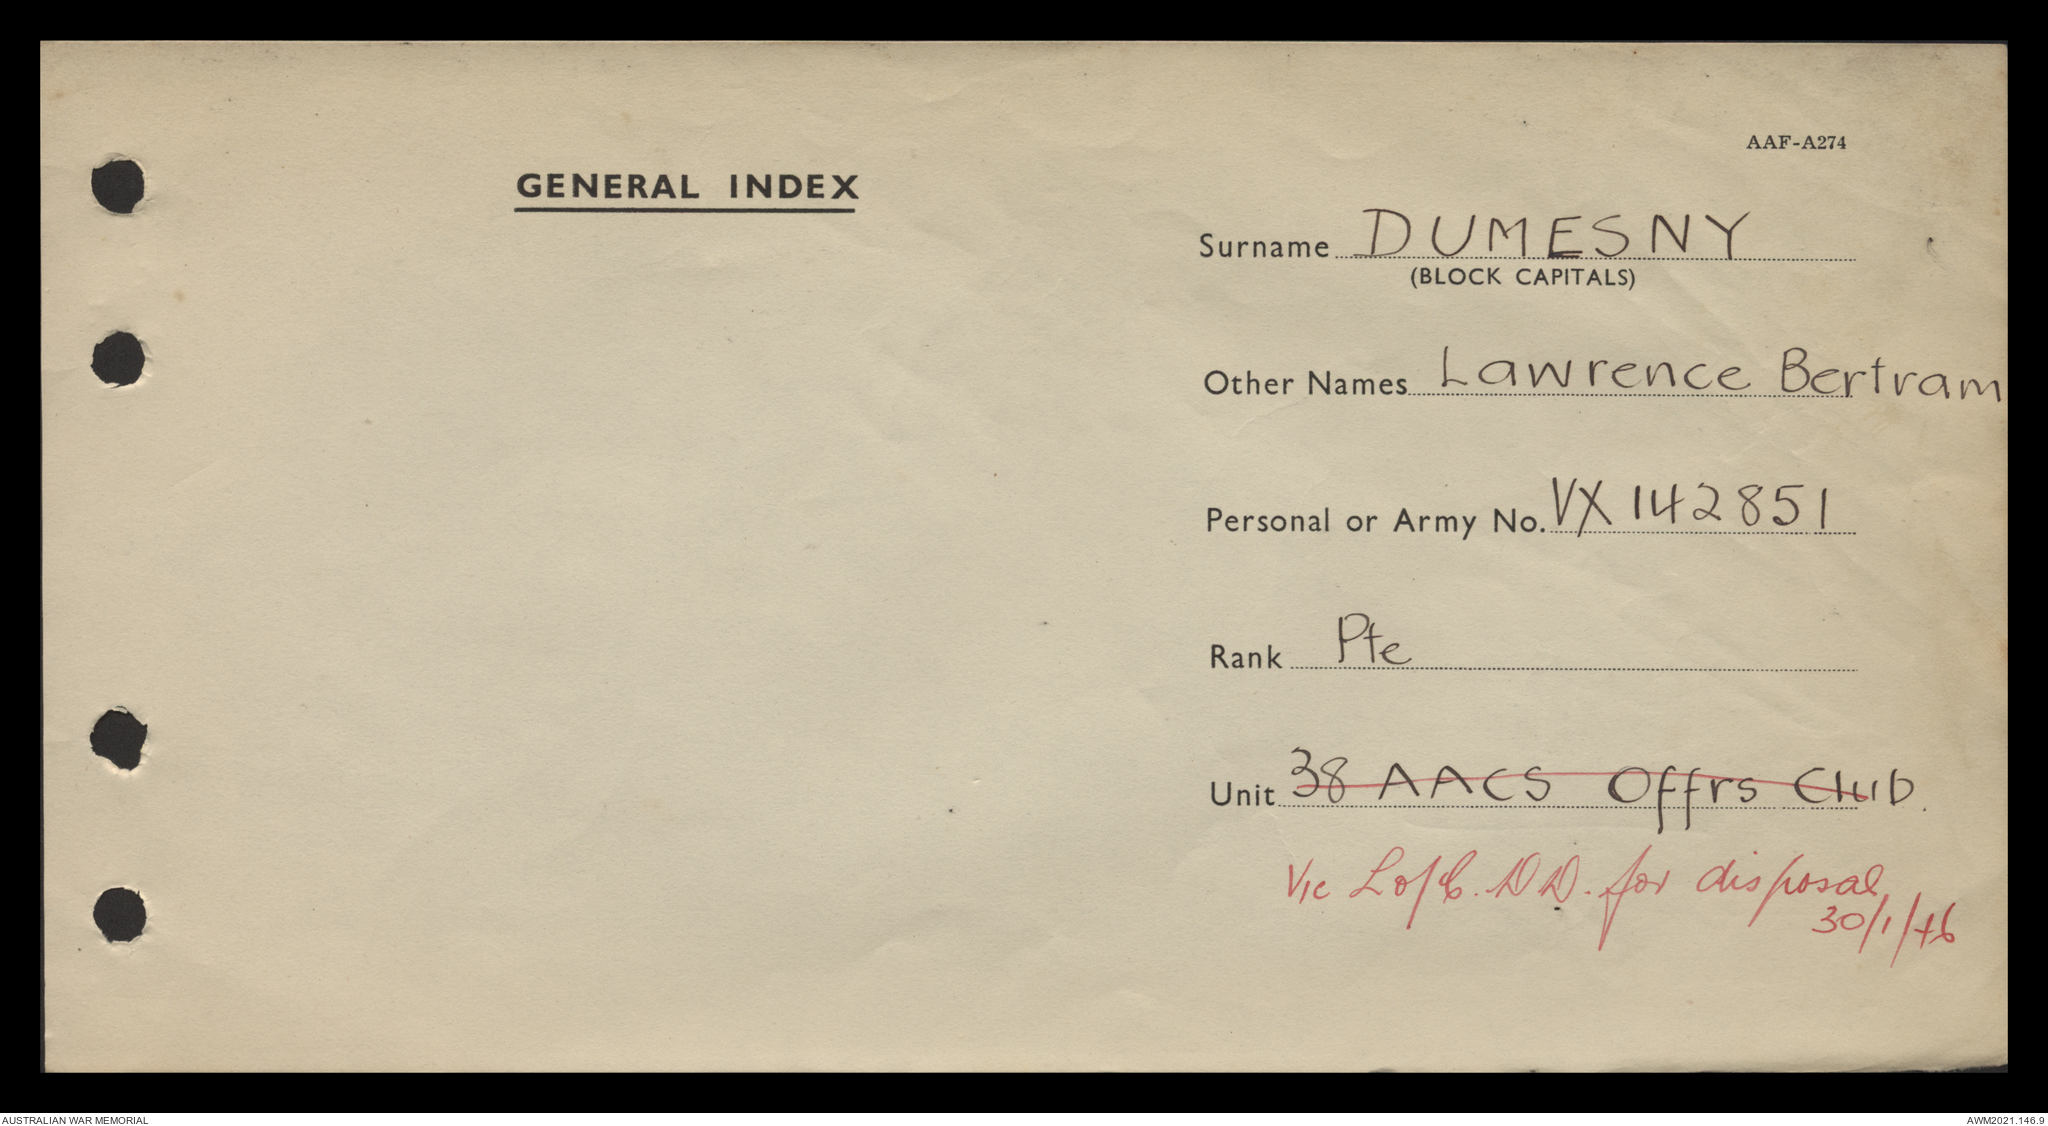 AAF-A274
GENERAL INDEX
Surname DUMESNY
(BLOCK CAPITALS)
Other Names Lawrence Bertram
Personal or Army No. VX 142851
Rank Pte
Unit 38 AACS Offrs Club.
Vic L of C. D D. for disposal
30/1/46
AUSTRALIAN WAR MEMORIAL
AWM2021.146.9